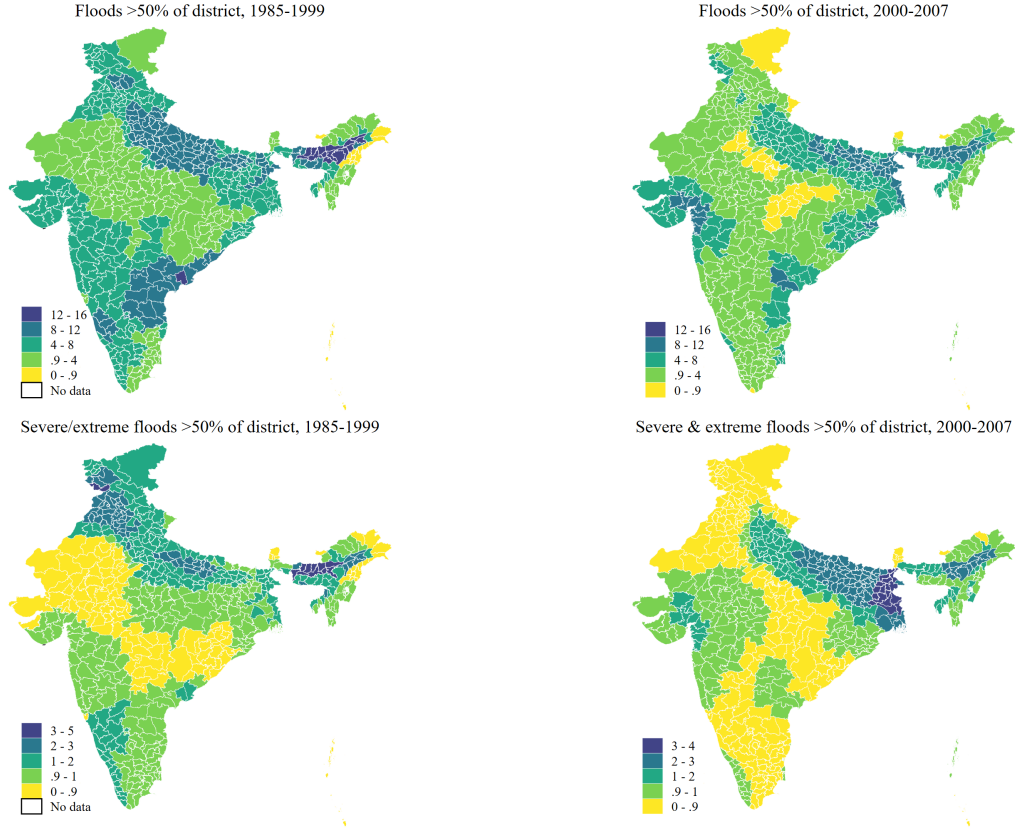 Floods >50% of district, 1985-1999
Floods >50% of district, 2000-2007
12 - 16
8 - 12
4 - 8
.9 - 4
0 - .9
No data
12 - 16
8 - 12
4 - 8
.9 - 4
0 - .9
Severe/extreme floods >50% of district, 1985-1999
Severe & extreme floods >50% of district, 2000-2007
3 - 5
2 - 3
1 - 2
.9 - 1
0 - .9
No data
3 - 4
2 - 3
1 - 2
.9 - 1
0 - .9